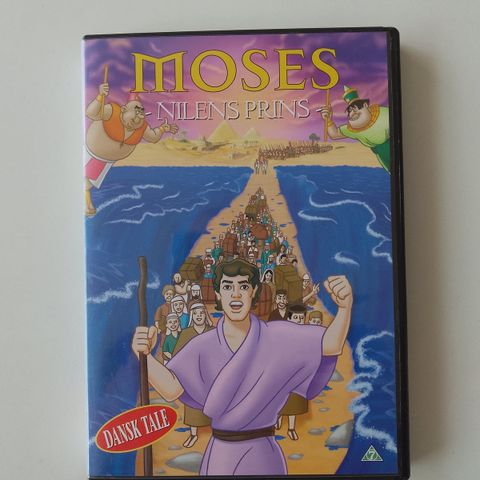 MOSES
- NILENS PRINS -
DANSK TALE